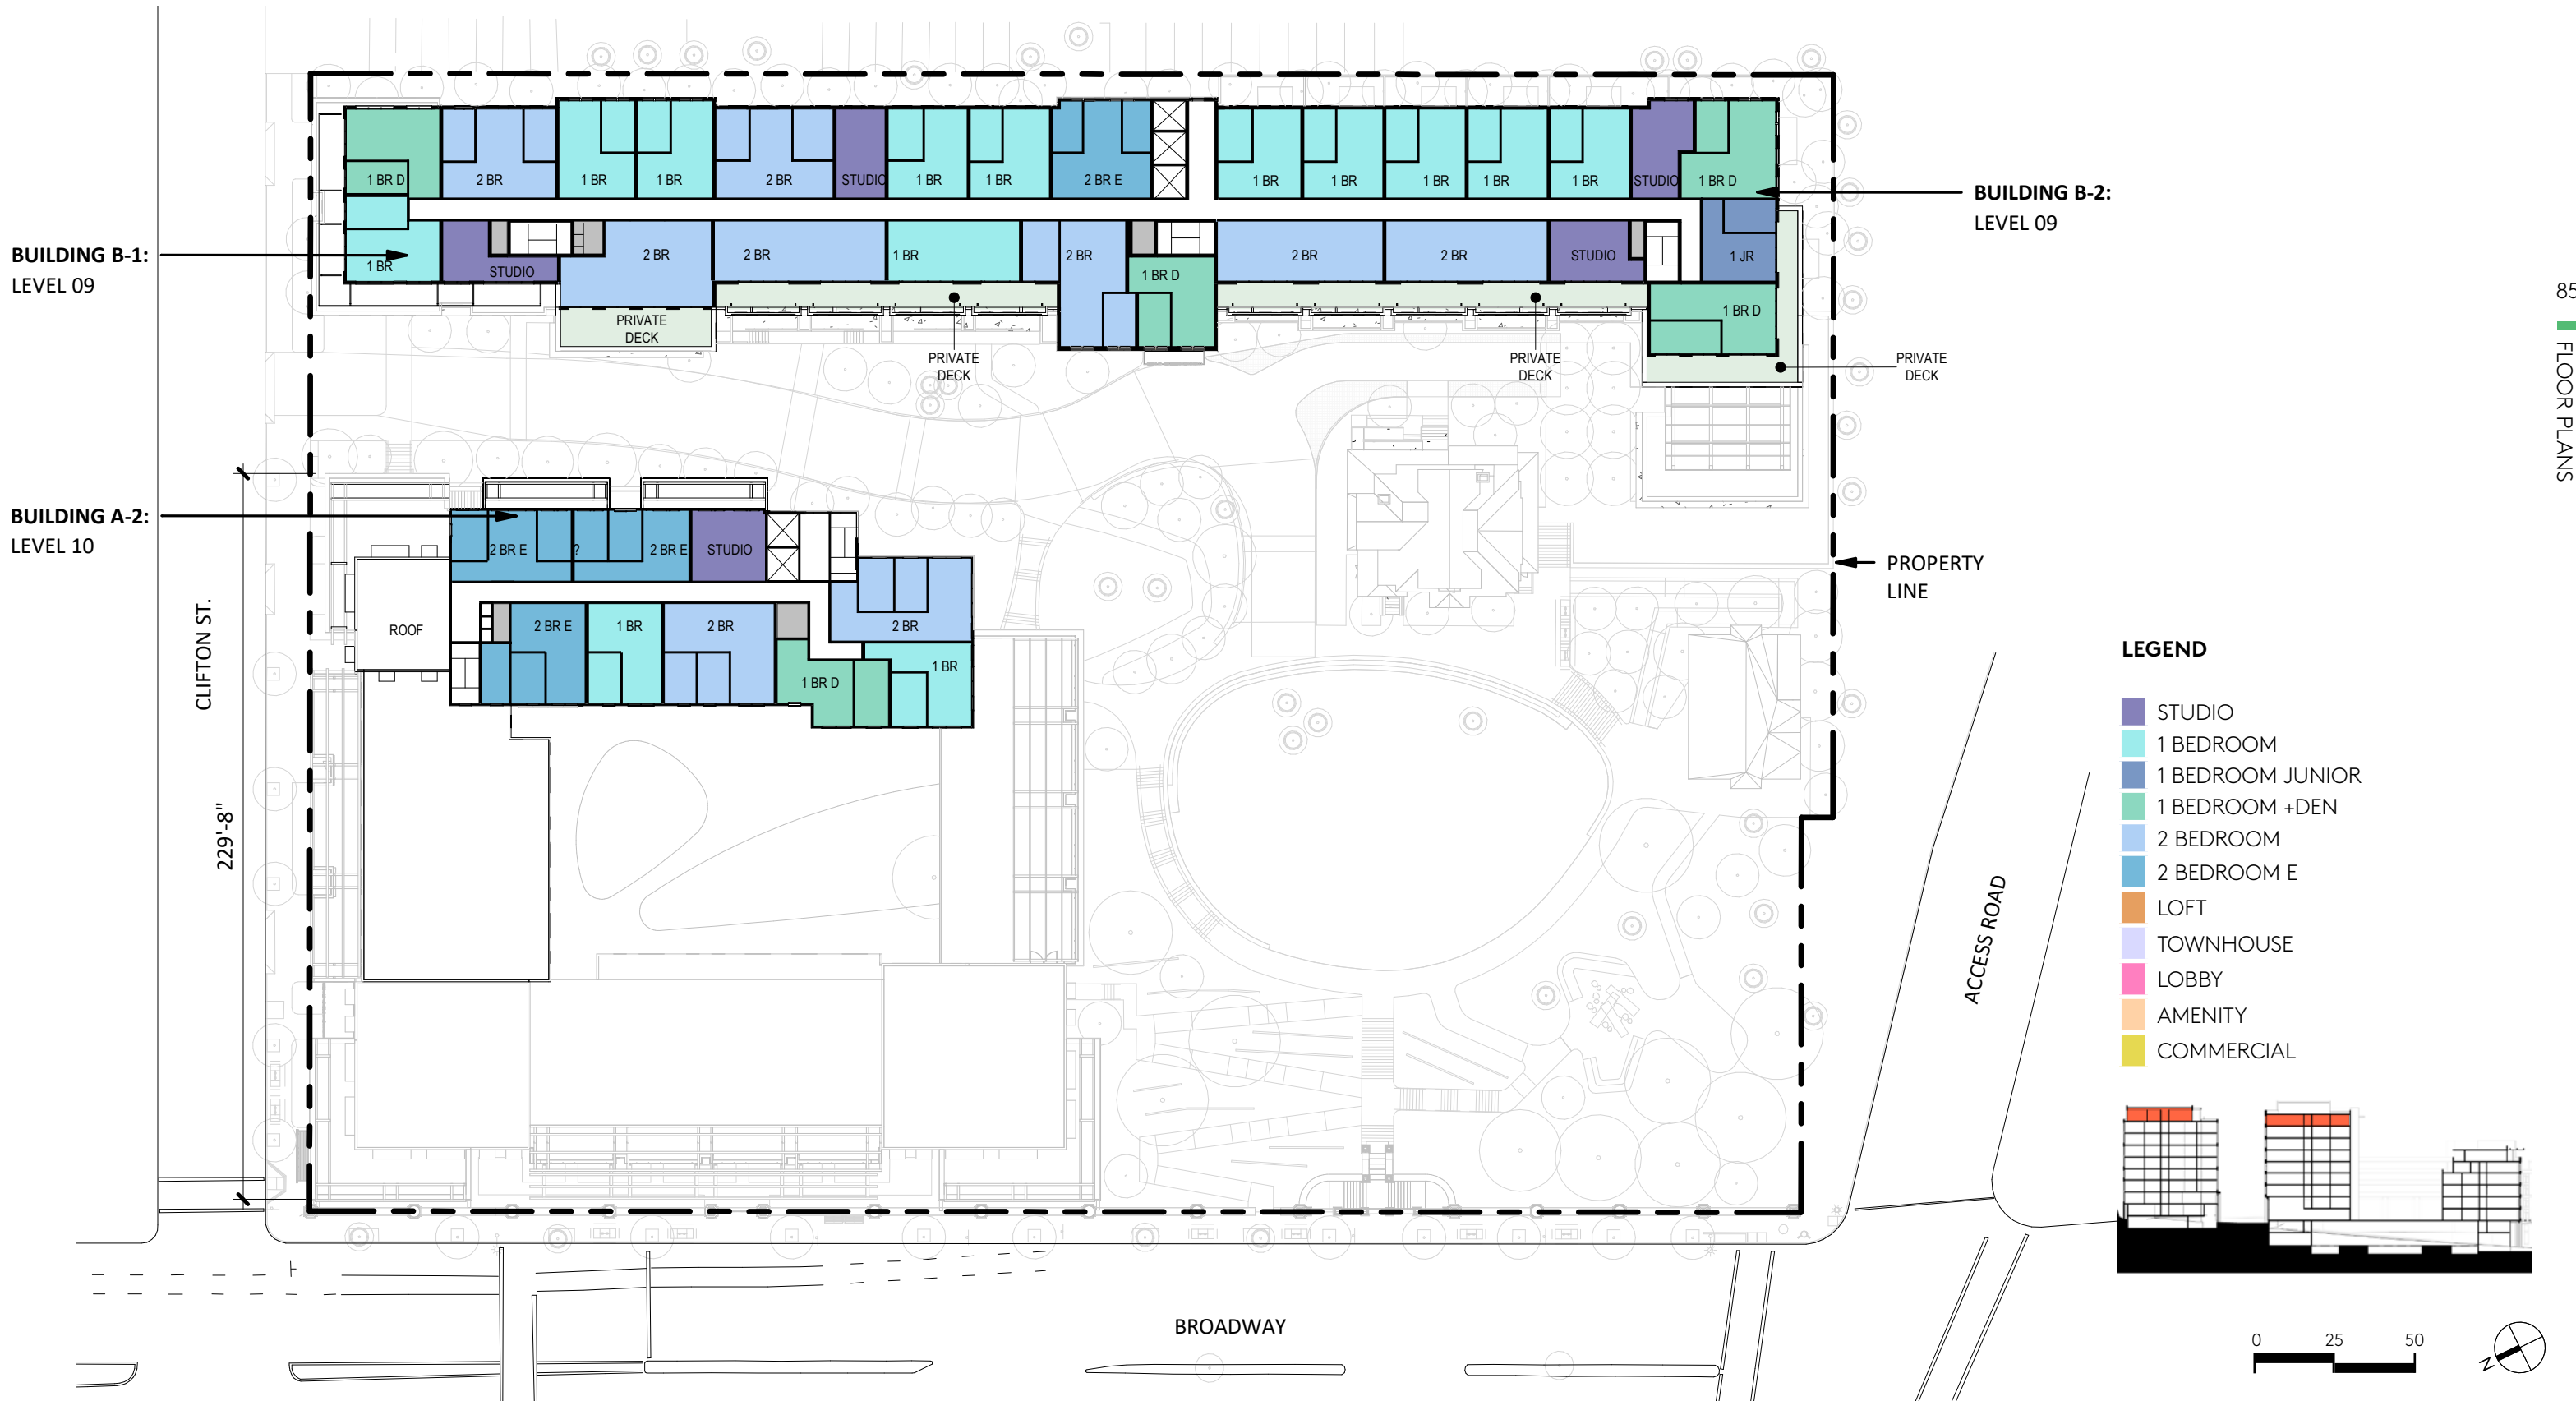 1 BR D
2 BR
1 BR
1 BR
2 BR
STUDIO
1 BR
1 BR
2 BR E
1 BR
1 BR
1 BR
1 BR
1 BR
STUDIO
1 BR D
BUILDING B-2:
LEVEL 09
BUILDING B-1:
LEVEL 09
1 BR
STUDIO
2 BR
2 BR
1 BR
2 BR
1 BR D
2 BR
2 BR
STUDIO
1 JR
1 BR D
PRIVATE
DECK
PRIVATE
DECK
PRIVATE
DECK
PRIVATE
DECK
85
FLOOR PLANS
BUILDING A-2:
LEVEL 10
2 BR E
?
2 BR E
STUDIO
ROOF
2 BR E
1 BR
2 BR
2 BR
1 BR D
1 BR
PROPERTY
LINE
CLIFTON ST.
229'-8"
ACCESS ROAD
BROADWAY
LEGEND
STUDIO
1 BEDROOM
1 BEDROOM JUNIOR
1 BEDROOM +DEN
2 BEDROOM
2 BEDROOM E
LOFT
TOWNHOUSE
LOBBY
AMENITY
COMMERCIAL
0 25 50
N